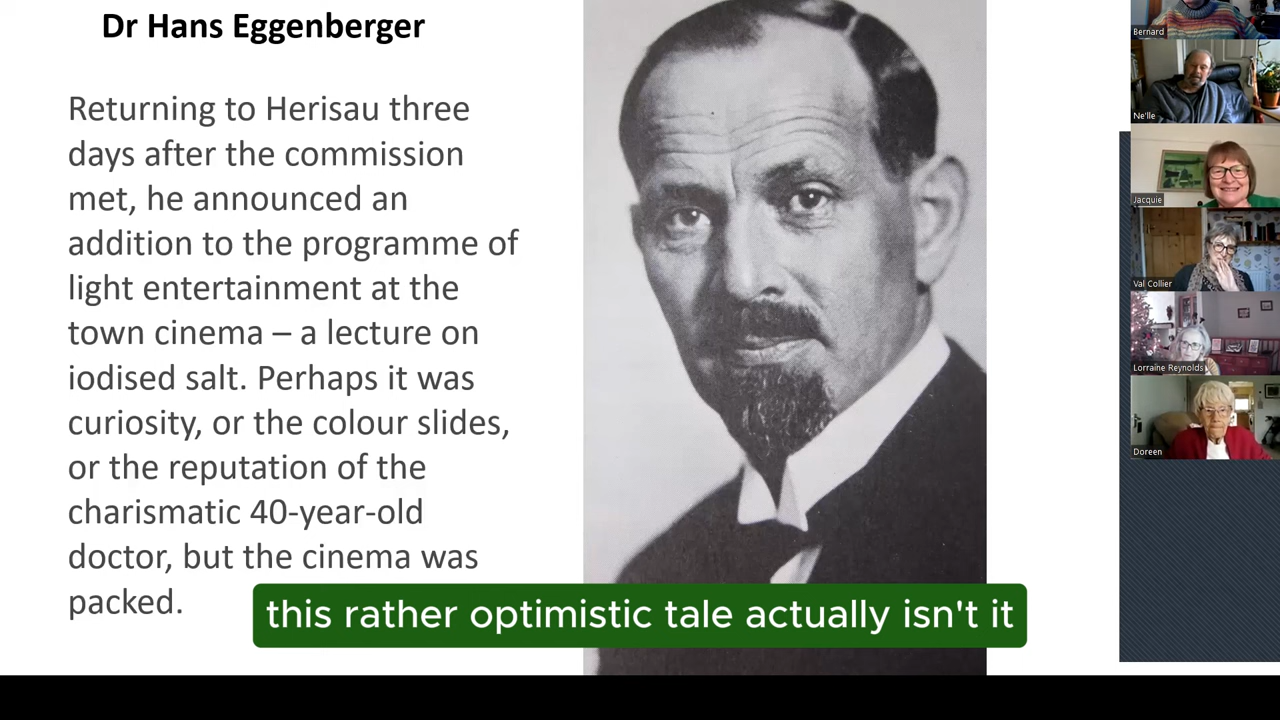 Dr Hans Eggenberger
Returning to Herisau three
days after the commission
met, he announced an
addition to the programme of
light entertainment at the
town cinema – a lecture on
iodised salt. Perhaps it was
curiosity, or the colour slides,
or the reputation of the
charismatic 40-year-old
doctor, but the cinema was
packed.
this rather optimistic tale actually isn't it
Bernard
Ne'lle
Jacquie
Val Collier
Lorraine Reynolds
Doreen